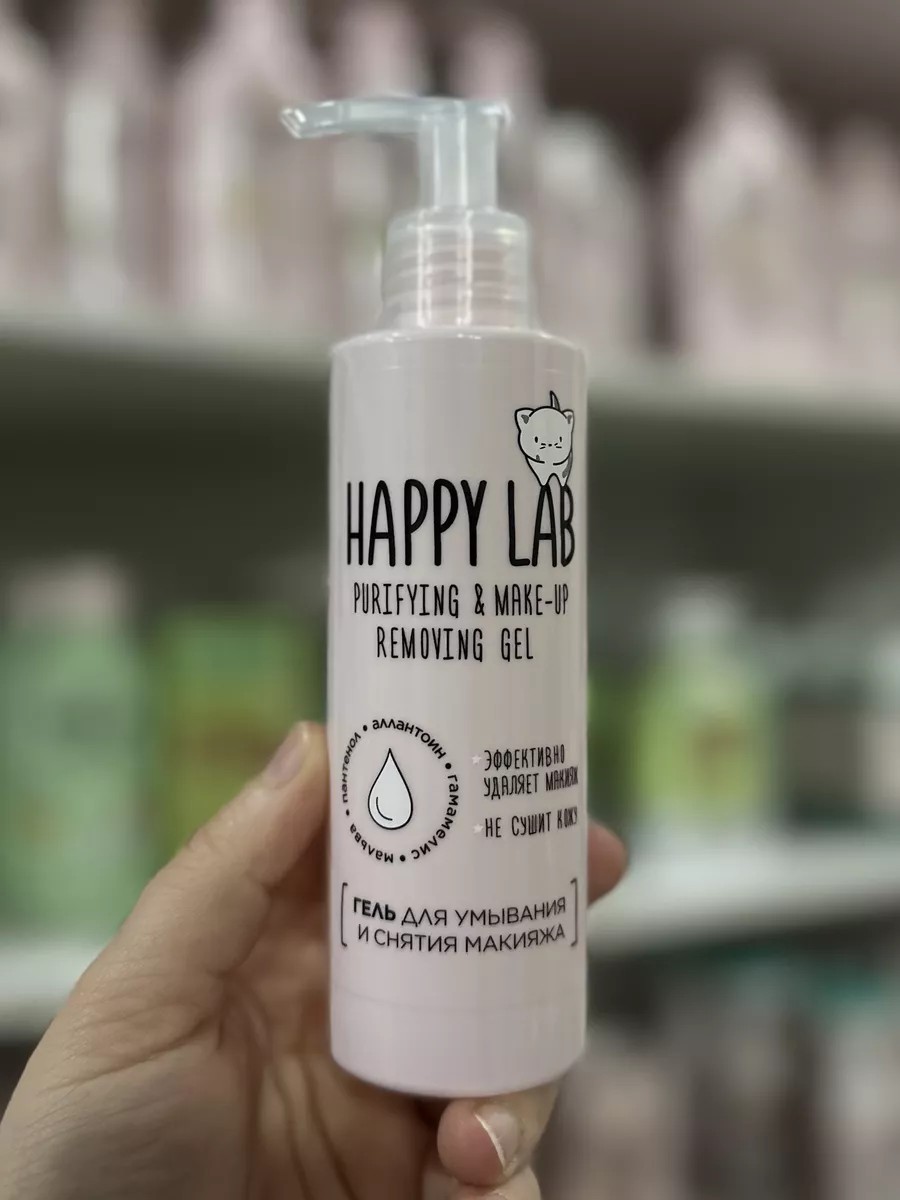 HAPPY LAB
PURIFYING & MAKE-UP
REMOVING GEL
аллантоин • гамамелис • мальва • пантенол •
ЭФФЕКТИВНО
УДАЛЯЕТ МАКИЯЖ
НЕ СУШИТ КОЖУ
[ГЕЛЬ ДЛЯ УМЫВАНИЯ
И СНЯТИЯ МАКИЯЖА]